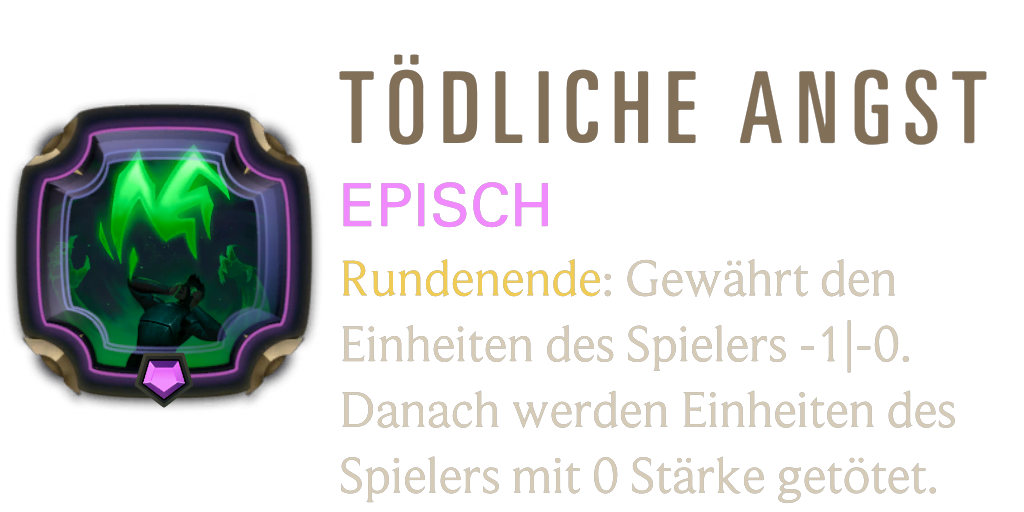 TÖDLICHE ANGST
EPISCH
Rundenende: Gewährt den
Einheiten des Spielers -1|-0.
Danach werden Einheiten des
Spielers mit 0 Stärke getötet.